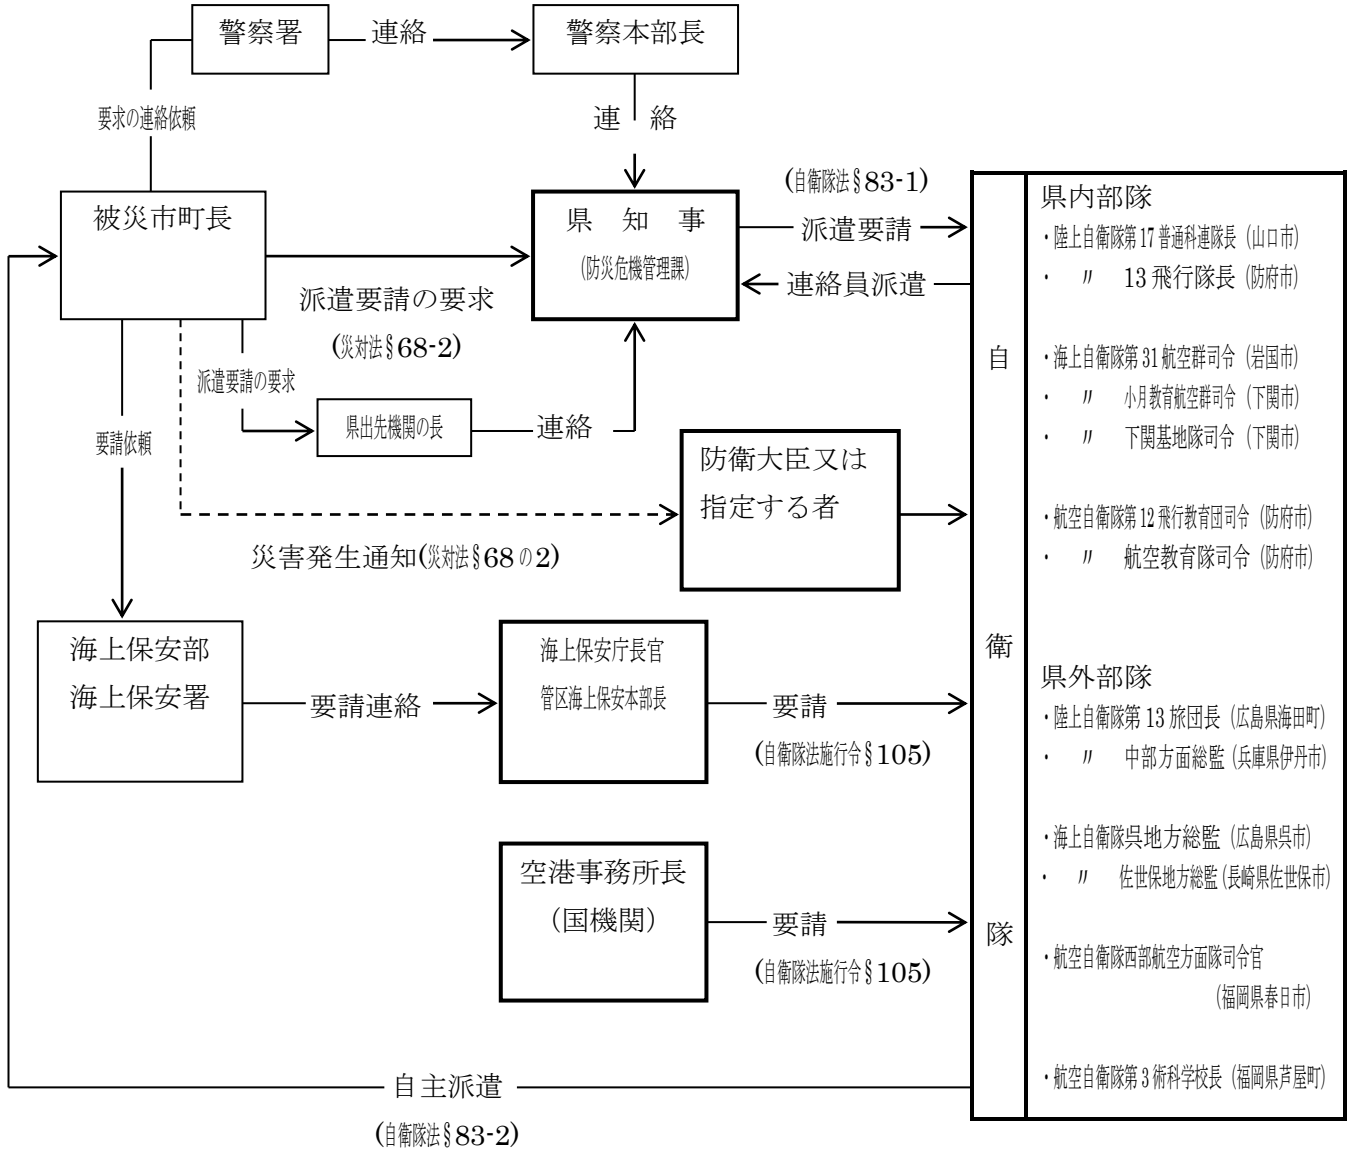 警察署
連絡
警察本部長
要求の連絡依頼
連　絡
被災市町長
県　知　事
(防災危機管理課)
(自衛隊法§83-1)
派遣要請
連絡員派遣
派遣要請の要求
(災対法§68-2)
派遣要請の要求
県出先機関の長
連絡
要請依頼
防衛大臣又は
指定する者
災害発生通知(災対法§68の2)
海上保安部
海上保安署
要請連絡
海上保安庁長官
管区海上保安本部長
要請
(自衛隊法施行令§105)
空港事務所長
（国機関）
要請
(自衛隊法施行令§105)
自主派遣
(自衛隊法§83-2)
自
衛
隊
県内部隊
・陸上自衛隊第17普通科連隊長（山口市）
・　〃　13飛行隊長（防府市）
・海上自衛隊第31航空群司令（岩国市）
・　〃　小月教育航空群司令（下関市）
・　〃　下関基地隊司令（下関市）
・航空自衛隊第12飛行教育団司令（防府市）
・　〃　航空教育隊司令（防府市）
県外部隊
・陸上自衛隊第13旅団長（広島県海田町）
・　〃　中部方面総監（兵庫県伊丹市）
・海上自衛隊呉地方総監（広島県呉市）
・　〃　佐世保地方総監（長崎県佐世保市）
・航空自衛隊西部航空方面隊司令官
（福岡県春日市）
・航空自衛隊第3術科学校長（福岡県芦屋町）